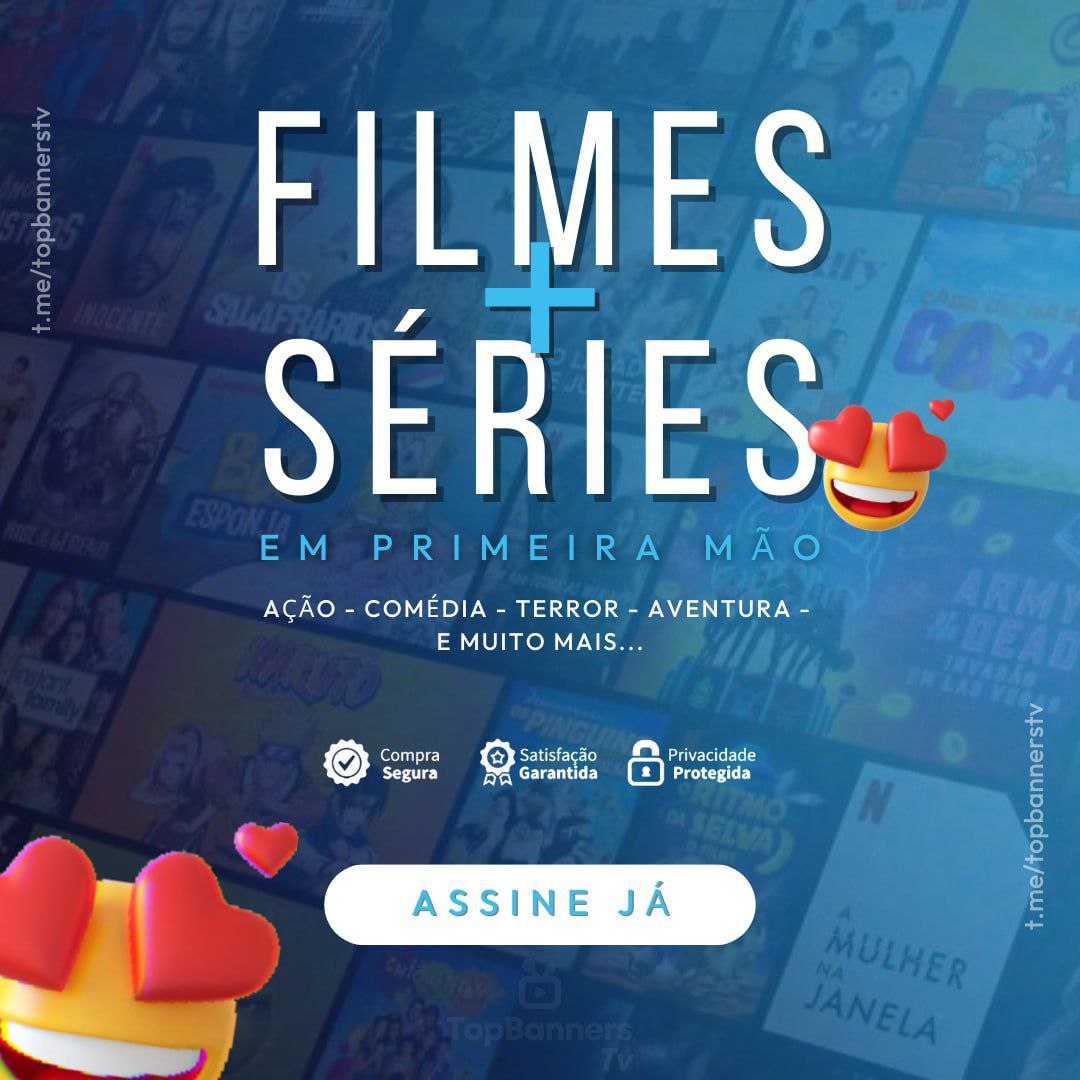 t.me/topbannerstv
FILMES
+
SÉRIES
EM PRIMEIRA MÃO
AÇÃO - COMÉDIA - TERROR - AVENTURA -
E MUITO MAIS...
Compra
Segura
Satisfação
Garantida
Privacidade
Protegida
ASSINE JÁ
t.me/topbannerstv
TopBanners
Tv
INOCENTE
OS
SALAFRÁRIOS
CASA
ESPONJA
ARMY
OF THE
DEAD
INVASÃO
EM LAS VEGAS
instant
family
NARUTO
PINGUINS
O RITMO
DA SELVA
N
A
MULHER
NA
JANELA